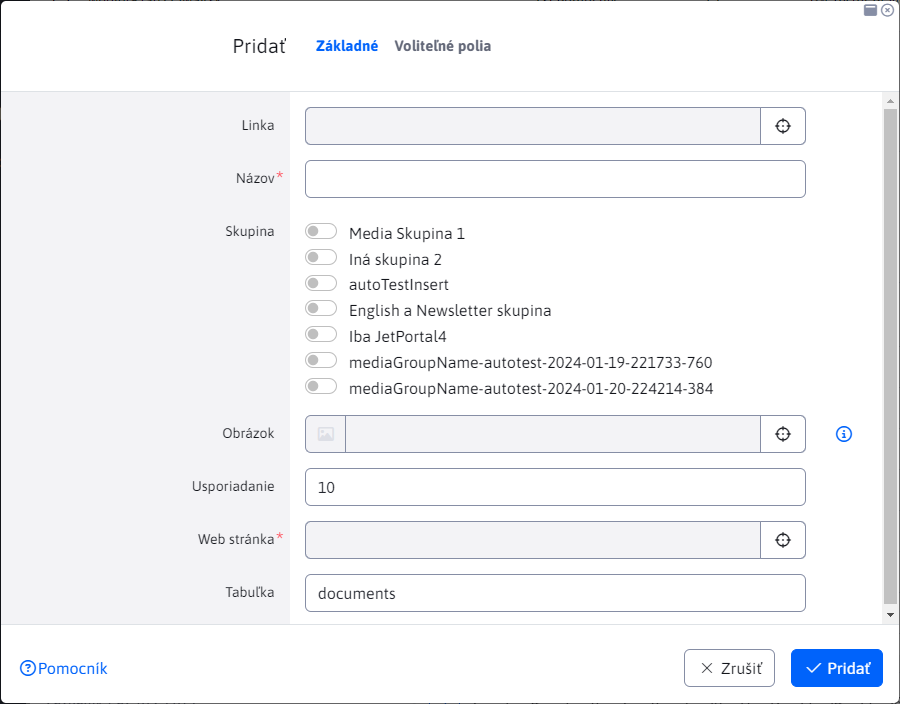 Pridať Základné Voliteľné polia
Linka
Názov*
Skupina
Media Skupina 1
Iná skupina 2
autoTestInsert
English a Newsletter skupina
Iba JetPortal4
mediaGroupName-autotest-2024-01-19-221733-760
mediaGroupName-autotest-2024-01-20-224214-384
Obrázok
Usporiadanie 10
Web stránka*
Tabuľka documents
Pomocník Zrušiť Pridať